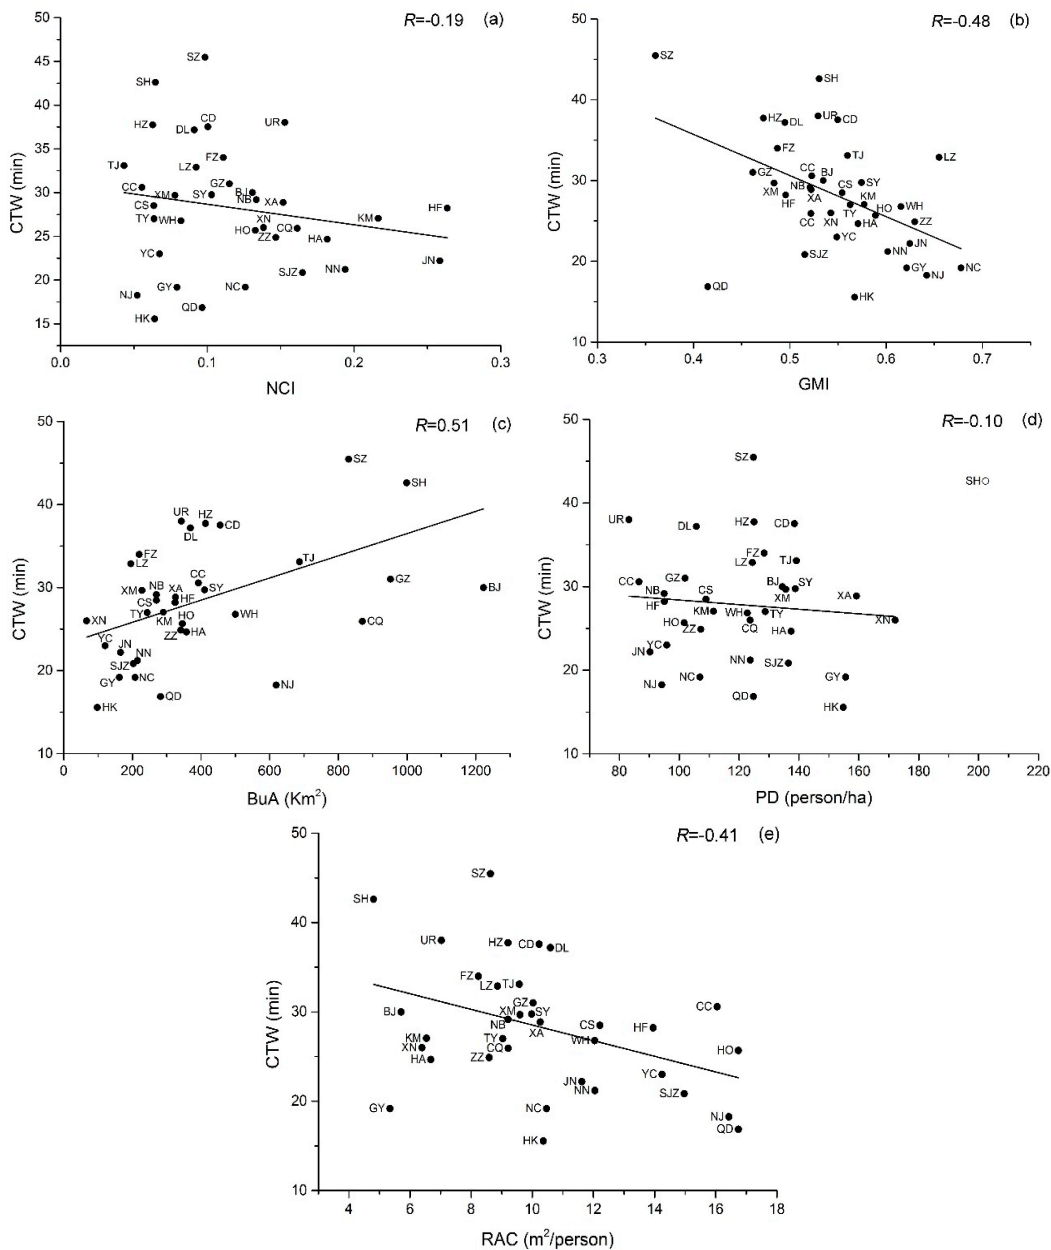 R=-0.19 (a)
CTW (min)
50
45
40
35
30
25
20
15
0.0 0.1 0.2 0.3
NCI
SZ
SH
HZ
CD
DL
UR
FZ
TJ
LZ
GZ
CC
XM
SY
BJ
NB
XA
CS
TY
WH
XN
HO
CQ
ZZ
HA
KM
HF
YC
JN
NN
SJZ
GY
NC
NJ
QD
HK
R=-0.48 (b)
CTW (min)
50
40
30
20
10
0.3 0.4 0.5 0.6 0.7
GMI
SZ
SH
HZ
DL
UR
CD
FZ
TJ
LZ
GZ
CC
BJ
XM
NB
CS
SY
HF
XA
KM
TY
HO
WH
CC
XN
HA
ZZ
YC
JN
SJZ
NN
GY
NC
NJ
QD
HK
R=0.51 (c)
CTW (min)
50
40
30
20
10
0 200 400 600 800 1000 1200
BuA (Km²)
SZ
SH
UR
HZ
DL
CD
FZ
LZ
TJ
GZ
BJ
CC
SY
XM
NB
XA
CS
HF
TY
WH
XN
KM
HO
CQ
ZZ
HA
YC
JN
NN
SJZ
GY
NC
NJ
QD
HK
R=-0.10 (d)
CTW (min)
50
40
30
20
10
80 100 120 140 160 180 200 220
PD (person/ha)
SZ
SH
UR
DL
HZ
CD
FZ
LZ
TJ
GZ
CC
NB
BJ
SY
XM
CS
HF
XA
KM
WH
TY
HO
CQ
XN
ZZ
HA
YC
JN
NN
SJZ
NC
GY
NJ
QD
HK
R=-0.41 (e)
CTW (min)
50
40
30
20
10
4 6 8 10 12 14 16 18
RAC (m²/person)
SZ
SH
UR
HZ
CD
DL
FZ
LZ
TJ
GZ
BJ
XM
SY
NB
XA
CC
CS
HF
KM
TY
WH
XN
CQ
HO
HA
ZZ
YC
JN
NN
SJZ
GY
NC
NJ
QD
HK